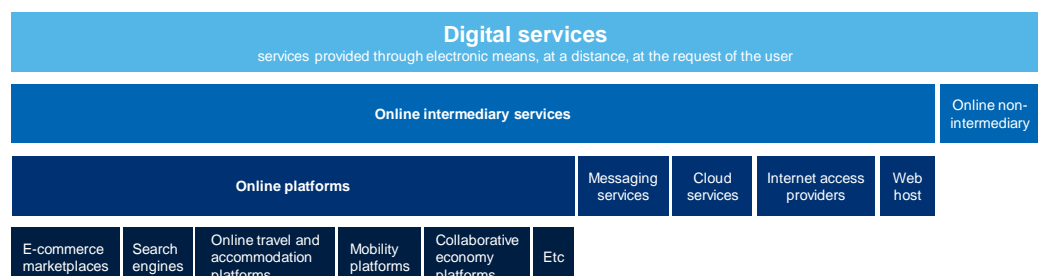 Digital services
services provided through electronic means, at a distance, at the request of the user
Online intermediary services
Online non-
intermediary
Online platforms
Messaging
services
Cloud
services
Internet access
providers
Web
host
E-commerce
marketplaces
Search
engines
Online travel and
accommodation
platforms
Mobility
platforms
Collaborative
economy
platforms
Etc